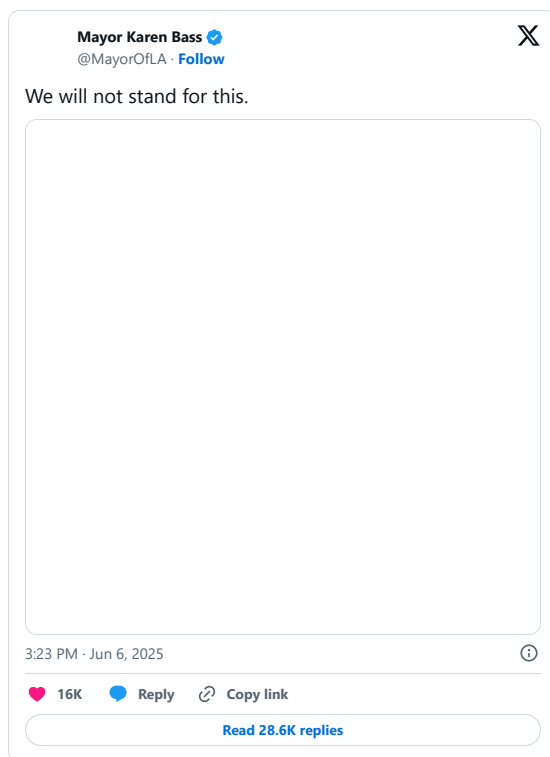 Mayor Karen Bass
@MayorOfLA · Follow
We will not stand for this.
3:23 PM · Jun 6, 2025
16K Reply Copy link
Read 28.6K replies